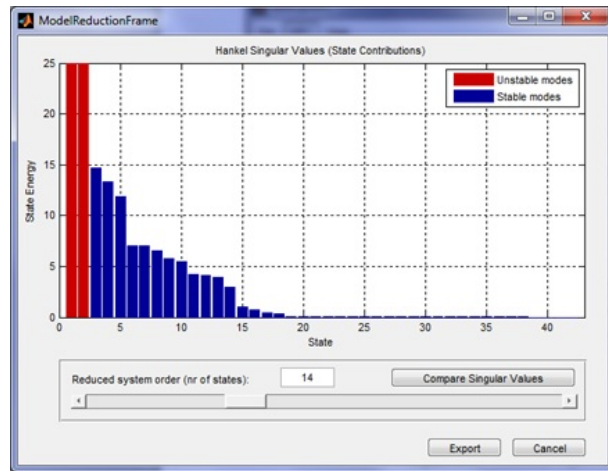 ModelReductionFrame
Hankel Singular Values (State Contributions)
25
20
15
10
5
0
State Energy
Unstable modes
Stable modes
0 5 10 15 20 25 30 35 40
State
Reduced system order (nr of states): 14 Compare Singular Values
Export Cancel